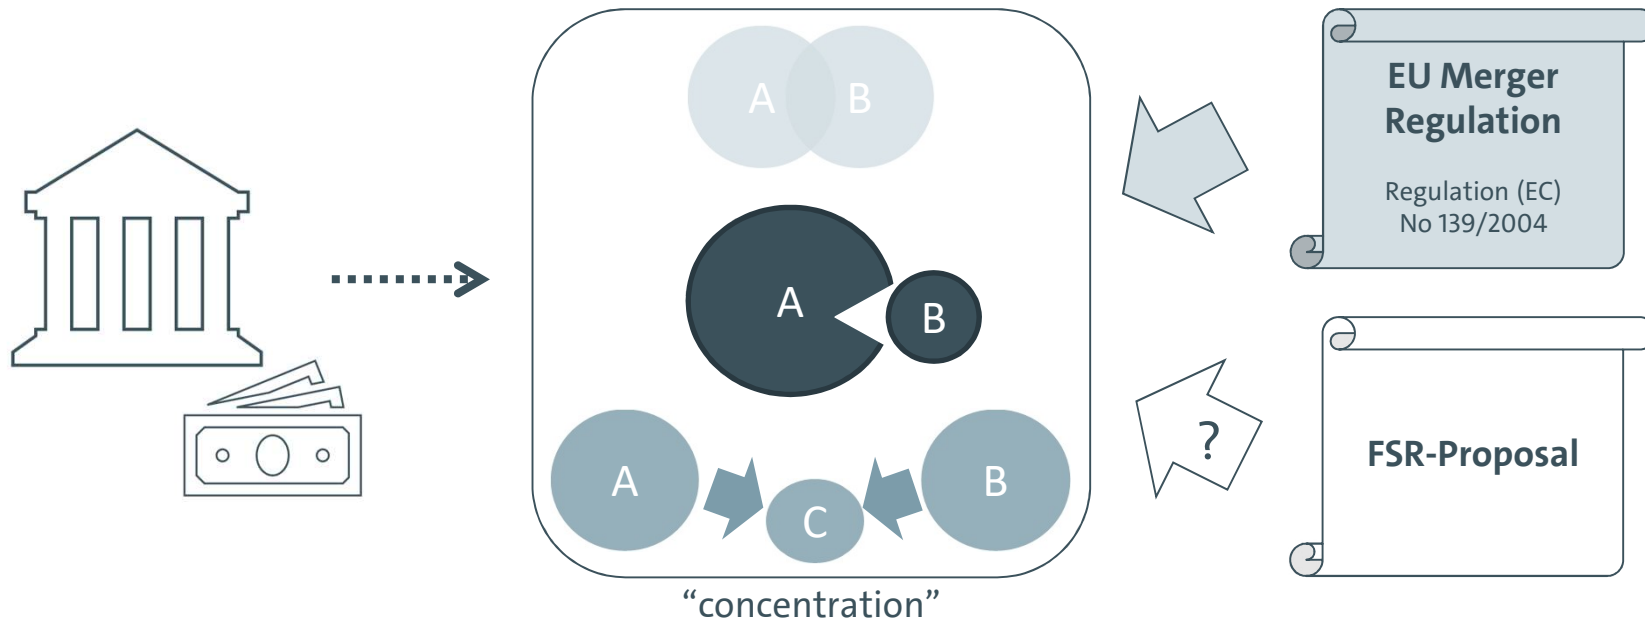 A B
A B
A C B
“concentration”
EU Merger
Regulation
Regulation (EC)
No 139/2004
?
FSR-Proposal